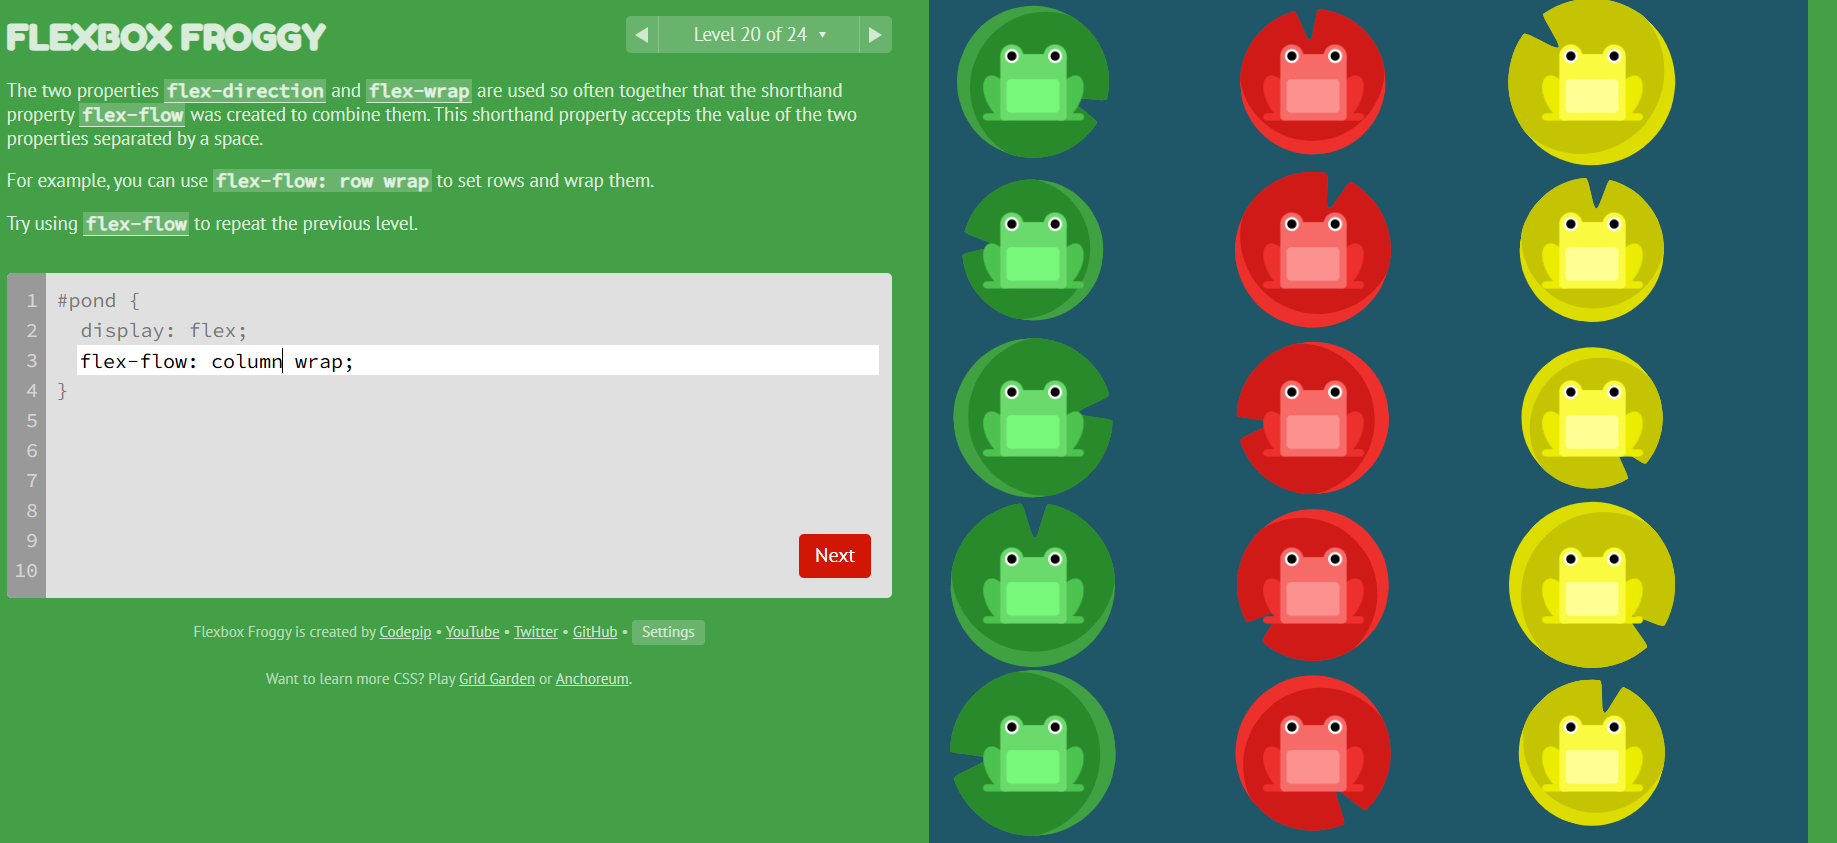 FLEXBOX FROGGY
◀ Level 20 of 24 ▾ ▶
The two properties flex-direction and flex-wrap are used so often together that the shorthand
property flex-flow was created to combine them. This shorthand property accepts the value of the two
properties separated by a space.
For example, you can use flex-flow: row wrap to set rows and wrap them.
Try using flex-flow to repeat the previous level.
1 #pond {
2 display: flex;
3 flex-flow: column wrap;
4 }
5
6
7
8
9
10
Next
Flexbox Froggy is created by Codepip • YouTube • Twitter • GitHub • Settings
Want to learn more CSS? Play Grid Garden or Anchoreum.